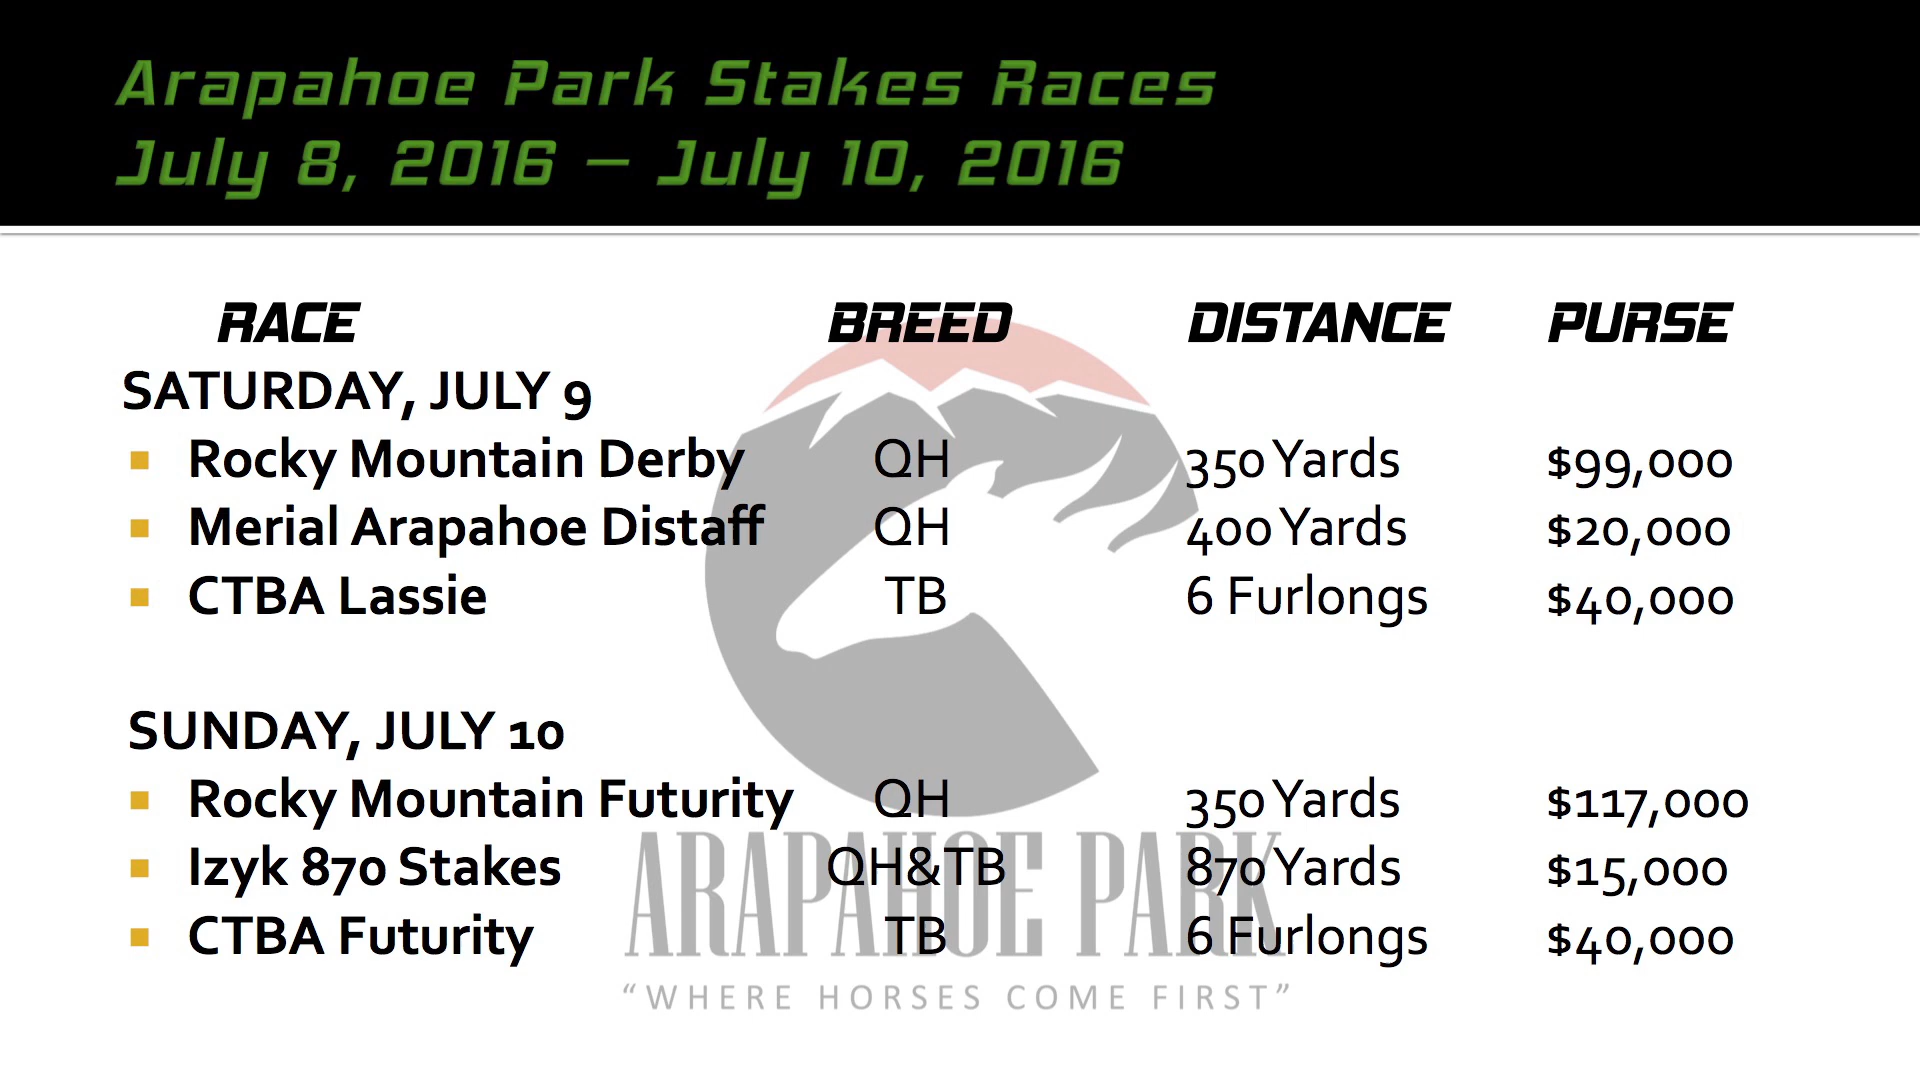 Arapahoe Park Stakes Races
July 8, 2016 – July 10, 2016
RACE BREED DISTANCE PURSE
SATURDAY, JULY 9
Rocky Mountain Derby QH 350 Yards $99,000
Merial Arapahoe Distaff QH 400 Yards $20,000
CTBA Lassie TB 6 Furlongs $40,000
SUNDAY, JULY 10
Rocky Mountain Futurity QH 350 Yards $117,000
Izyk 870 Stakes QH&TB 870 Yards $15,000
CTBA Futurity TB 6 Furlongs $40,000
ARAPAHOE PARK
“WHERE HORSES COME FIRST”